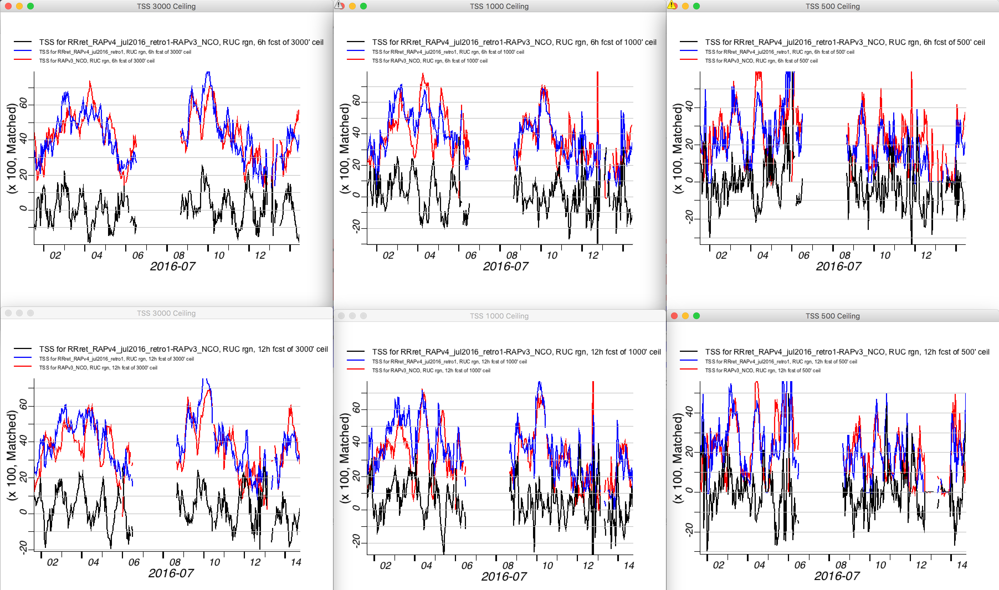 TSS 3000 Ceiling
TSS for RRret_RAPv4_jul2016_retro1-RAPv3_NCO, RUC rgn, 6h fcst of 3000' ceil
TSS for RRret_RAPv4_jul2016_retro1, RUC rgn, 6h fcst of 3000' ceil
TSS for RAPv3_NCO, RUC rgn, 6h fcst of 3000' ceil
(x 100, Matched)
60
40
20
0
02 04 06 08 10 12
2016-07
TSS 1000 Ceiling
TSS for RRret_RAPv4_jul2016_retro1-RAPv3_NCO, RUC rgn, 6h fcst of 1000' ceil
TSS for RRret_RAPv4_jul2016_retro1, RUC rgn, 6h fcst of 1000' ceil
TSS for RAPv3_NCO, RUC rgn, 6h fcst of 1000' ceil
(x 100, Matched)
60
40
20
0
-20
02 04 06 08 10 12
2016-07
TSS 500 Ceiling
TSS for RRret_RAPv4_jul2016_retro1-RAPv3_NCO, RUC rgn, 6h fcst of 500' ceil
TSS for RRret_RAPv4_jul2016_retro1, RUC rgn, 6h fcst of 500' ceil
TSS for RAPv3_NCO, RUC rgn, 6h fcst of 500' ceil
(x 100, Matched)
40
20
0
-20
02 04 06 08 10 12
2016-07
TSS 3000 Ceiling
TSS for RRret_RAPv4_jul2016_retro1-RAPv3_NCO, RUC rgn, 12h fcst of 3000' ceil
TSS for RRret_RAPv4_jul2016_retro1, RUC rgn, 12h fcst of 3000' ceil
TSS for RAPv3_NCO, RUC rgn, 12h fcst of 3000' ceil
(x 100, Matched)
60
40
20
0
-20
02 04 06 08 10 12 14
2016-07
TSS 1000 Ceiling
TSS for RRret_RAPv4_jul2016_retro1-RAPv3_NCO, RUC rgn, 12h fcst of 1000' ceil
TSS for RRret_RAPv4_jul2016_retro1, RUC rgn, 12h fcst of 1000' ceil
TSS for RAPv3_NCO, RUC rgn, 12h fcst of 1000' ceil
(x 100, Matched)
60
40
20
0
-20
02 04 06 08 10 12 14
2016-07
TSS 500 Ceiling
TSS for RRret_RAPv4_jul2016_retro1-RAPv3_NCO, RUC rgn, 12h fcst of 500' ceil
TSS for RRret_RAPv4_jul2016_retro1, RUC rgn, 12h fcst of 500' ceil
TSS for RAPv3_NCO, RUC rgn, 12h fcst of 500' ceil
(x 100, Matched)
40
20
0
-20
02 04 06 08 10 12 14
2016-07